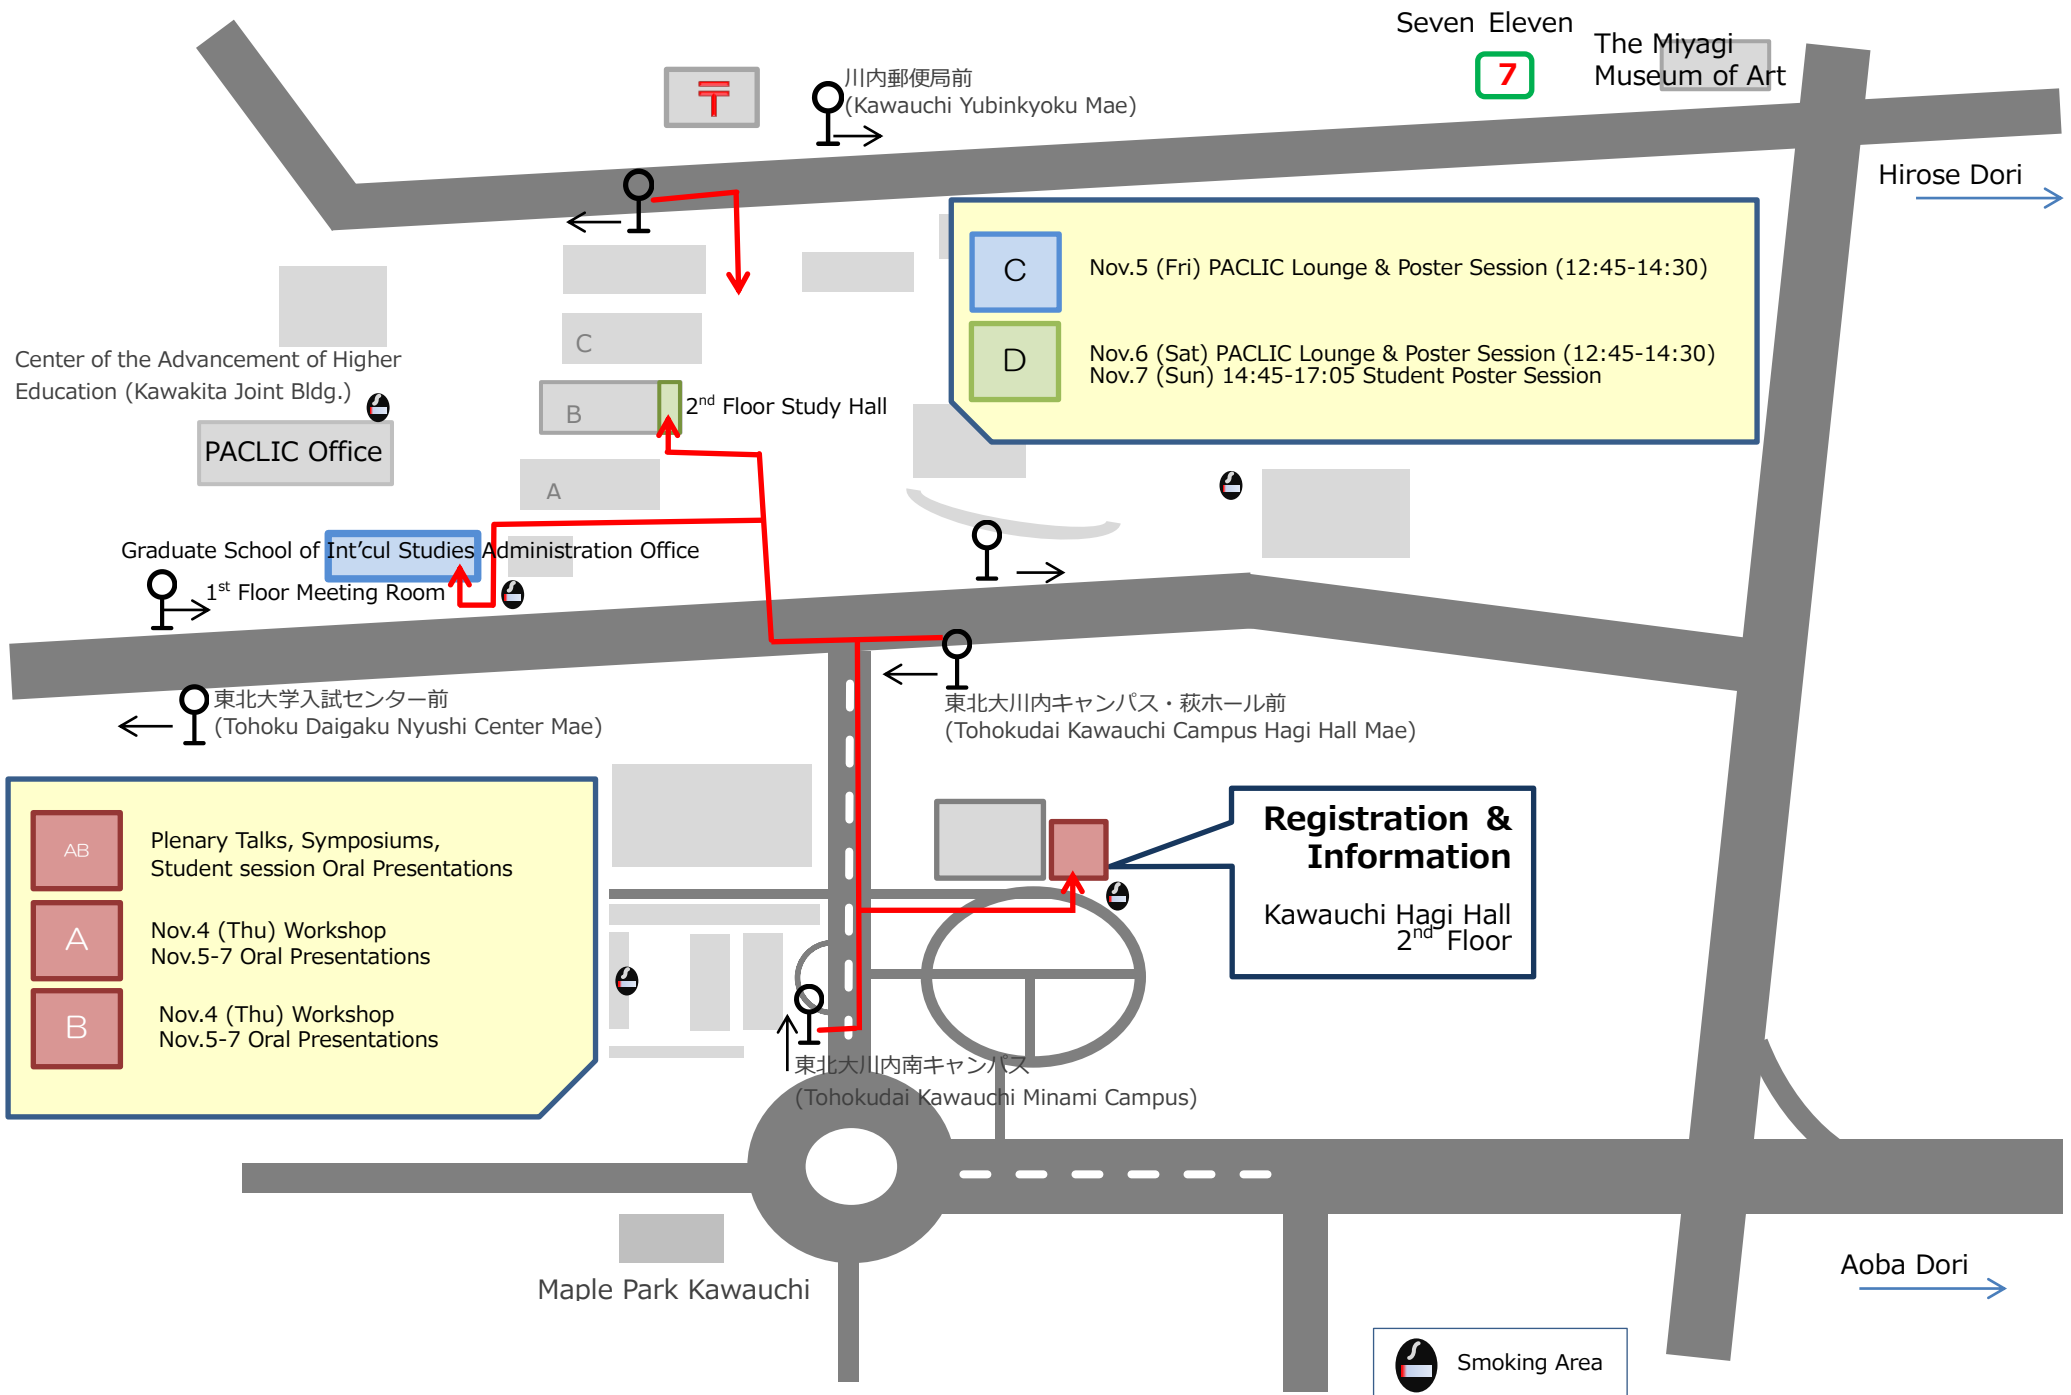 Seven Eleven
7
The Miyagi
Museum of Art
〒
川内郵便局前
(Kawauchi Yubinkyoku Mae)
Hirose Dori
C
Nov.5 (Fri) PACLIC Lounge & Poster Session (12:45-14:30)
D
Nov.6 (Sat) PACLIC Lounge & Poster Session (12:45-14:30)
Nov.7 (Sun) 14:45-17:05 Student Poster Session
Center of the Advancement of Higher
Education (Kawakita Joint Bldg.)
PACLIC Office
C
B
2nd Floor Study Hall
A
Graduate School of Int'cul Studies Administration Office
1st Floor Meeting Room
東北大学入試センター前
(Tohoku Daigaku Nyushi Center Mae)
東北大川内キャンパス・萩ホール前
(Tohokudai Kawauchi Campus Hagi Hall Mae)
AB
Plenary Talks, Symposiums,
Student session Oral Presentations
A
Nov.4 (Thu) Workshop
Nov.5-7 Oral Presentations
B
Nov.4 (Thu) Workshop
Nov.5-7 Oral Presentations
Registration &
Information
Kawauchi Hagi Hall
2nd Floor
東北大川内南キャンパス
(Tohokudai Kawauchi Minami Campus)
Maple Park Kawauchi
Aoba Dori
Smoking Area